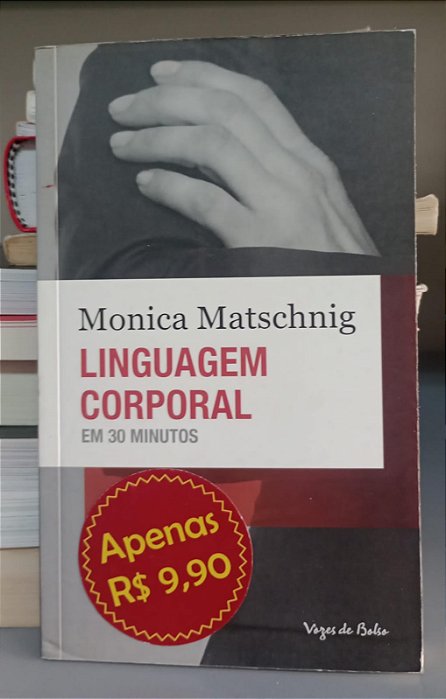 Monica Matschnig
LINGUAGEM
CORPORAL
EM 30 MINUTOS
Apenas
R$ 9,90
Vozes de Bolso